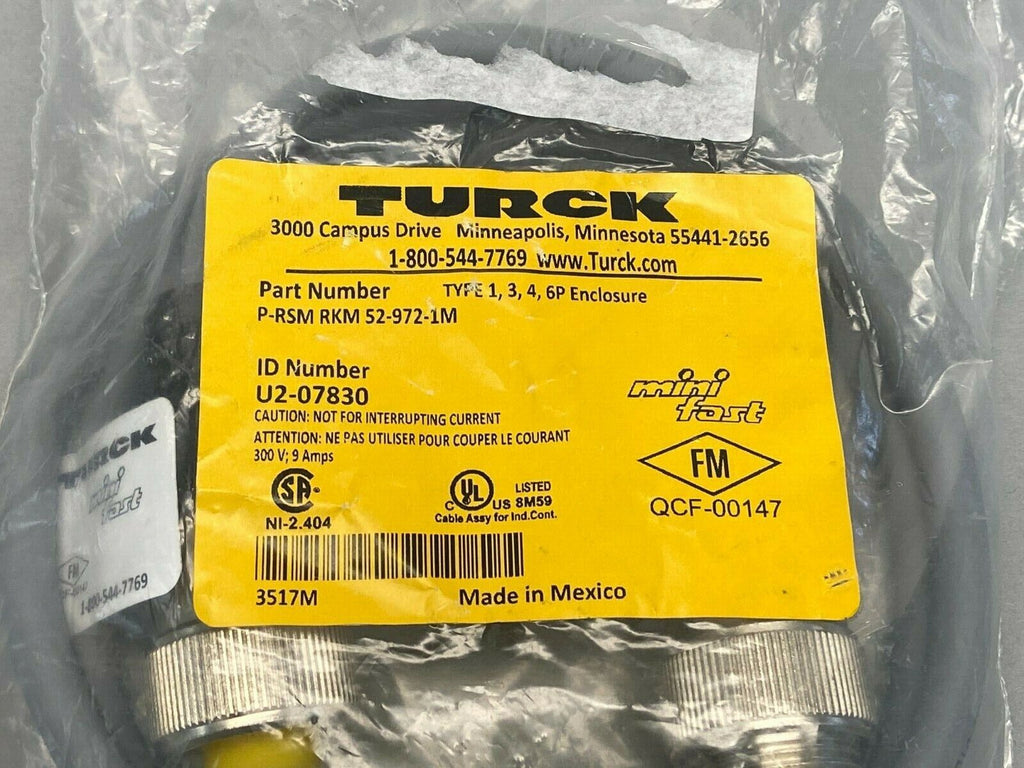 TURCK
3000 Campus Drive Minneapolis, Minnesota 55441-2656
1-800-544-7769 www.Turck.com
Part Number TYPE 1, 3, 4, 6P Enclosure
P-RSM RKM 52-972-1M
ID Number
U2-07830
CAUTION: NOT FOR INTERRUPTING CURRENT
ATTENTION: NE PAS UTILISER POUR COUPER LE COURANT
300 V; 9 Amps
mini
fast
FM
QCF-00147
SA
NI-2.404
C UL US LISTED
8M59
Cable Assy for Ind.Cont.
3517M Made in Mexico
TURCK
mini
fast
FM
1-800-544-7769